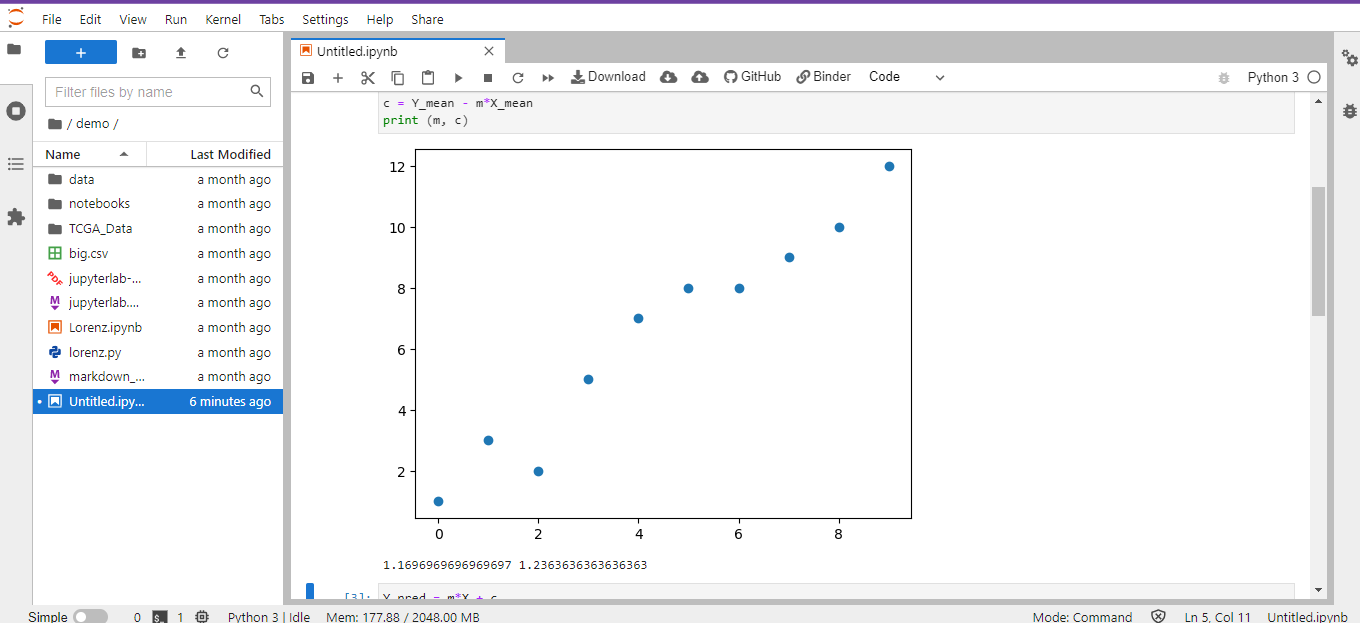 File Edit View Run Kernel Tabs Settings Help Share
Untitled.ipynb
Filter files by name
Download GitHub Binder Code Python 3
/ demo /
Name Last Modified
data a month ago
notebooks a month ago
TCGA_Data a month ago
big.csv a month ago
jupyterlab-... a month ago
jupyterlab.... a month ago
Lorenz.ipynb a month ago
lorenz.py a month ago
markdown_... a month ago
Untitled.ipy... 6 minutes ago
c = Y_mean - m*X_mean
print (m, c)
12
10
8
6
4
2
0 2 4 6 8
1.1696969696969697 1.2363636363636363
[3]: Y_pred = m*X + c
Simple 0 $_ 1 Python 3 | Idle Mem: 177.88 / 2048.00 MB Mode: Command Ln 5, Col 11 Untitled.ipynb